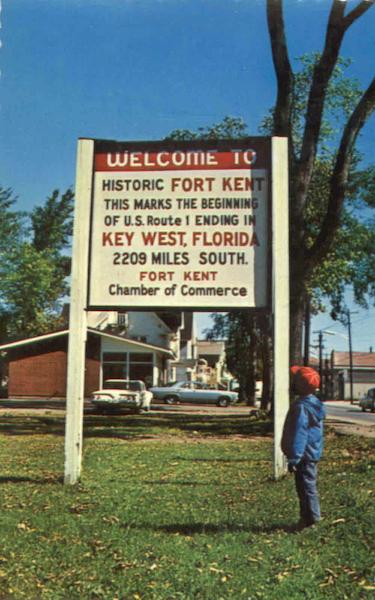 WELCOME TO
HISTORIC FORT KENT
THIS MARKS THE BEGINNING
OF U.S. Route 1 ENDING IN
KEY WEST, FLORIDA
2209 MILES SOUTH.
FORT KENT
Chamber of Commerce